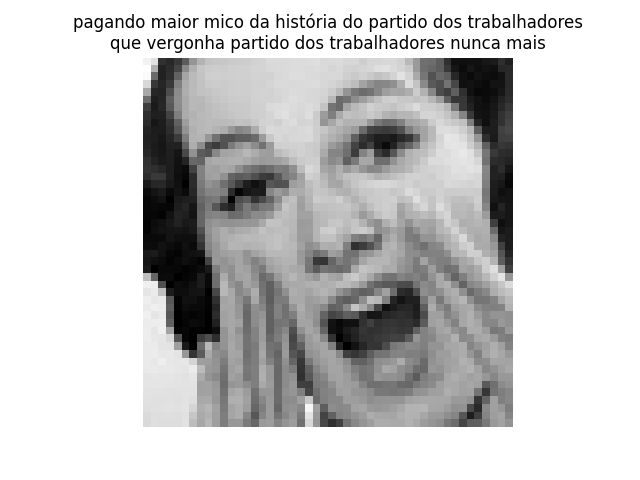 pagando maior mico da história do partido dos trabalhadores
que vergonha partido dos trabalhadores nunca mais